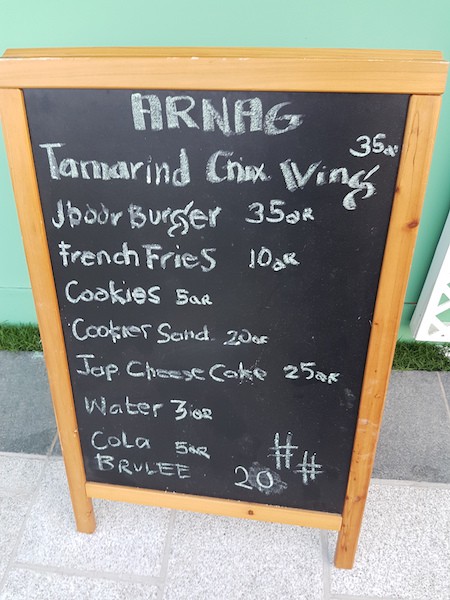 ARNAG
Tamarind Chix Wing 35QR
Jboor Burger 35QR
French Fries 10QR
Cookies 5QR
Cookier Sand 20QR
Jap Cheese Cake 25QR
Water 3QR
Cola 5QR
BRULEE 20
##